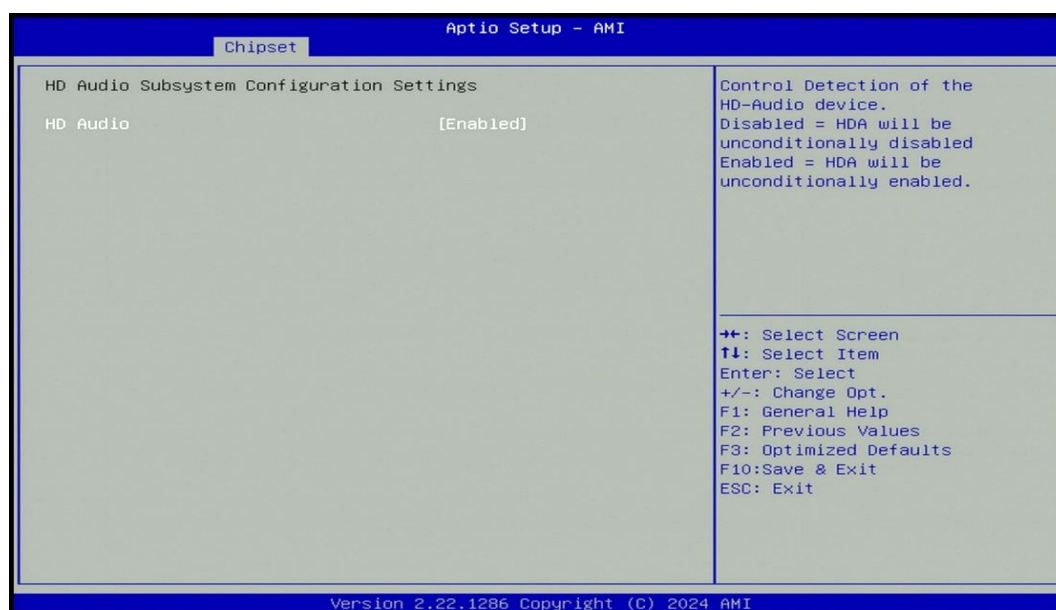 Aptio Setup – AMI
Chipset
HD Audio Subsystem Configuration Settings
HD Audio [Enabled]
Control Detection of the
HD-Audio device.
Disabled = HDA will be
unconditionally disabled
Enabled = HDA will be
unconditionally enabled.
→←: Select Screen
↑↓: Select Item
Enter: Select
+/-: Change Opt.
F1: General Help
F2: Previous Values
F3: Optimized Defaults
F10:Save & Exit
ESC: Exit
Version 2.22.1286 Copyright (C) 2024 AMI